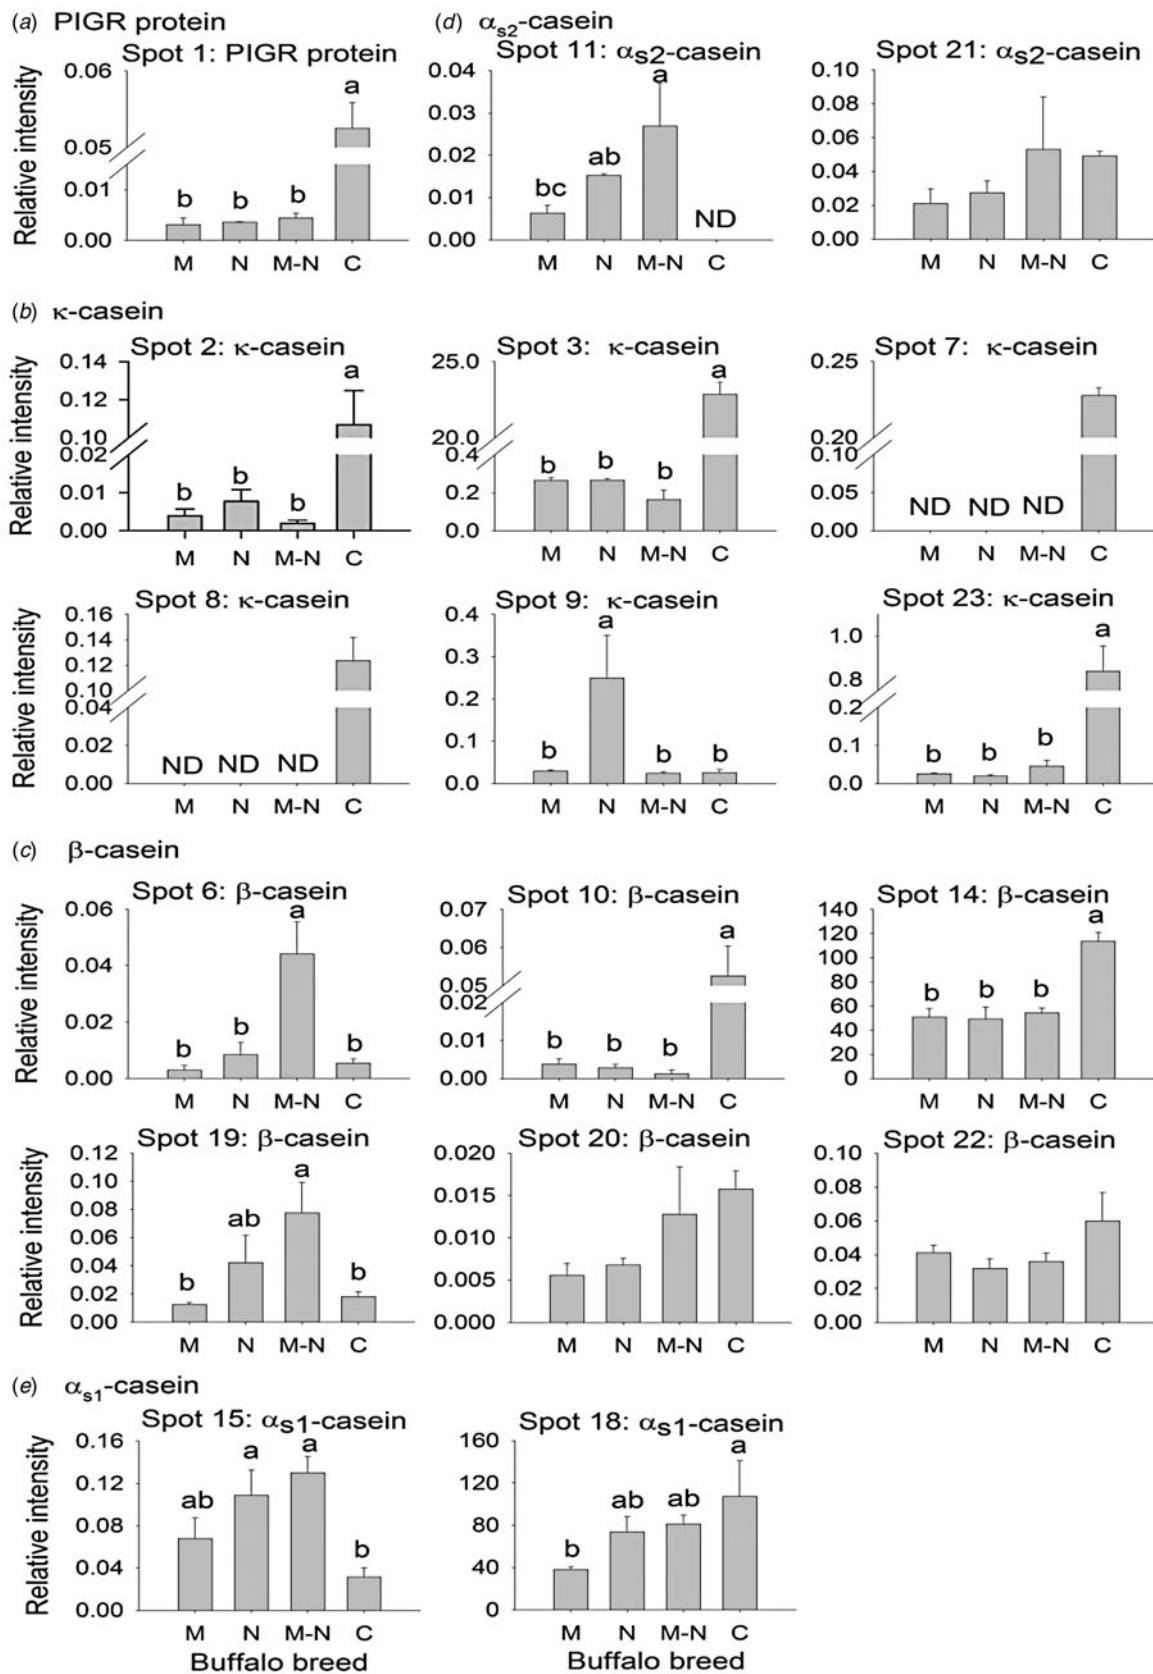 (a) PIGR protein
Spot 1: PIGR protein
Relative intensity
0.06
0.05
0.01
0.00
b b b a
M N M-N C
(d) αs2-casein
Spot 11: αs2-casein
0.04
0.03
0.02
0.01
0.00
bc ab a ND
M N M-N C
Spot 21: αs2-casein
0.10
0.08
0.06
0.04
0.02
0.00
M N M-N C
(b) κ-casein
Spot 2: κ-casein
Relative intensity
0.14
0.12
0.10
0.02
0.01
0.00
b b b a
M N M-N C
Spot 3: κ-casein
25.0
20.0
0.4
0.2
0.0
b b b a
M N M-N C
Spot 7: κ-casein
0.25
0.20
0.10
0.05
0.00
ND ND ND
M N M-N C
Spot 8: κ-casein
Relative intensity
0.16
0.14
0.12
0.10
0.04
0.02
0.00
ND ND ND
M N M-N C
Spot 9: κ-casein
0.4
0.3
0.2
0.1
0.0
b a b b
M N M-N C
Spot 23: κ-casein
1.0
0.8
0.2
0.1
0.0
b b b a
M N M-N C
(c) β-casein
Spot 6: β-casein
Relative intensity
0.06
0.04
0.02
0.00
b b a b
M N M-N C
Spot 10: β-casein
0.07
0.06
0.05
0.02
0.01
0.00
b b b a
M N M-N C
Spot 14: β-casein
140
120
100
80
60
40
20
0
b b b a
M N M-N C
Spot 19: β-casein
Relative intensity
0.12
0.10
0.08
0.06
0.04
0.02
0.00
b ab a b
M N M-N C
Spot 20: β-casein
0.020
0.015
0.010
0.005
0.000
M N M-N C
Spot 22: β-casein
0.10
0.08
0.06
0.04
0.02
0.00
M N M-N C
(e) αs1-casein
Spot 15: αs1-casein
Relative intensity
0.16
0.12
0.08
0.04
0.00
ab a a b
M N M-N C
Buffalo breed
Spot 18: αs1-casein
160
120
80
40
0
b ab ab a
M N M-N C
Buffalo breed